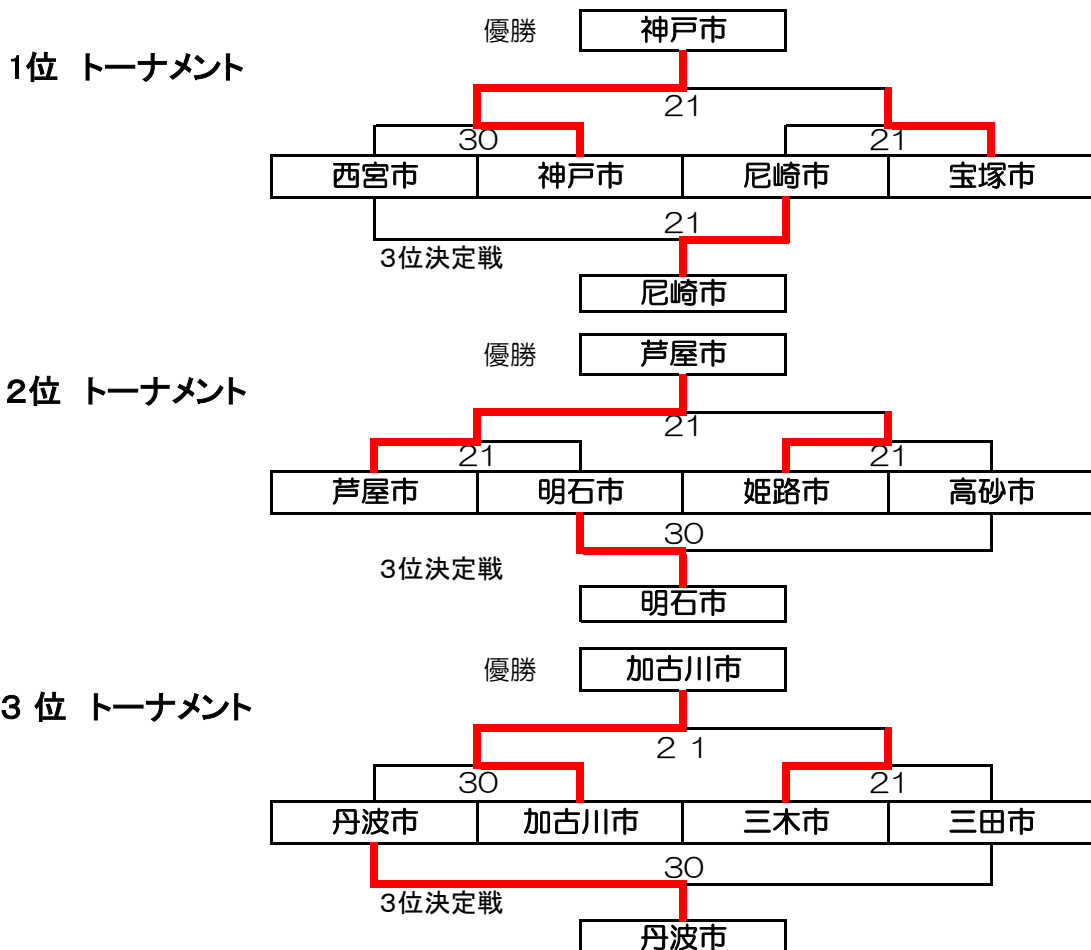 優勝 神戸市
1位 トーナメント
21
30 21
西宮市 神戸市 尼崎市 宝塚市
21
3位決定戦
尼崎市
優勝 芦屋市
2位 トーナメント
21
21 21
芦屋市 明石市 姫路市 高砂市
30
3位決定戦
明石市
優勝 加古川市
3 位 トーナメント
2 1
30 21
丹波市 加古川市 三木市 三田市
30
3位決定戦
丹波市